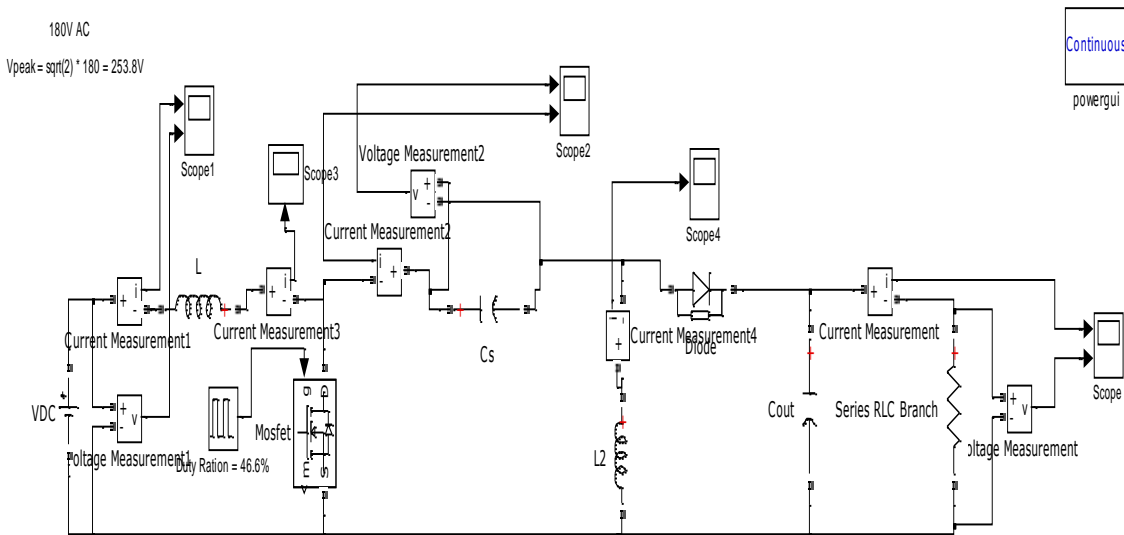 180V AC
Vpeak = sqrt(2) * 180 = 253.8V
Continuous
powergui
Scope1
Scope3
Scope2
Voltage Measurement2
Scope4
Current Measurement2
L
Current Measurement1
Current Measurement3
Cs
Current Measurement4
Diode
Current Measurement
Scope
VDC
Voltage Measurement1
Duty Ration = 46.6%
Mosfet
g
D
m
S
L2
Cout
Series RLC Branch
oltage Measurement
+
-
i
v